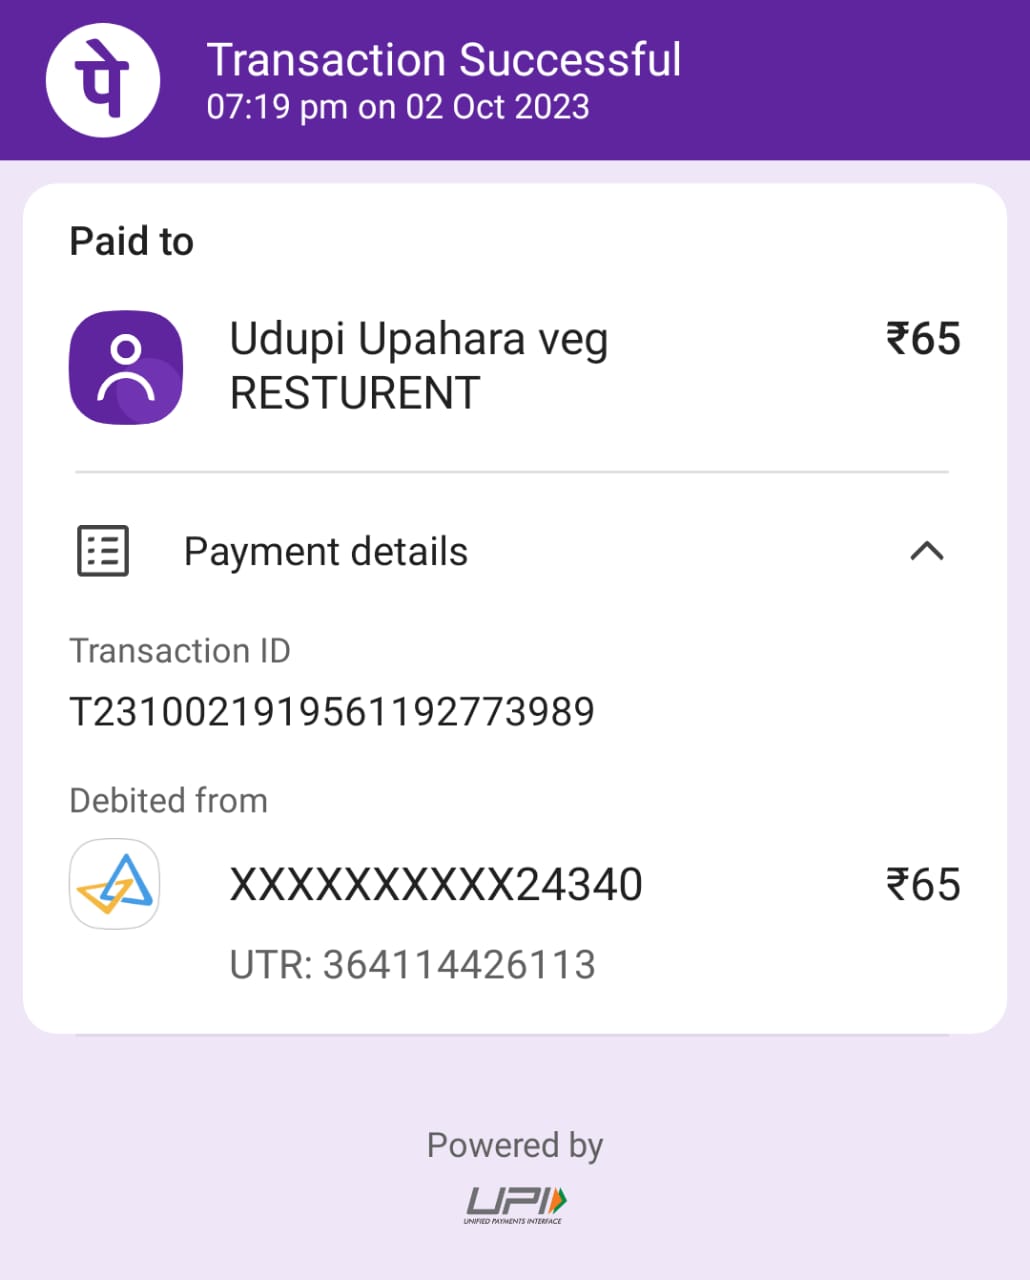 पे
Transaction Successful
07:19 pm on 02 Oct 2023
Paid to
Udupi Upahara veg
RESTURENT
₹65
Payment details
Transaction ID
T2310021919561192773989
Debited from
XXXXXXXXXX24340
₹65
UTR: 364114426113
Powered by
UPI
UNIFIED PAYMENTS INTERFACE